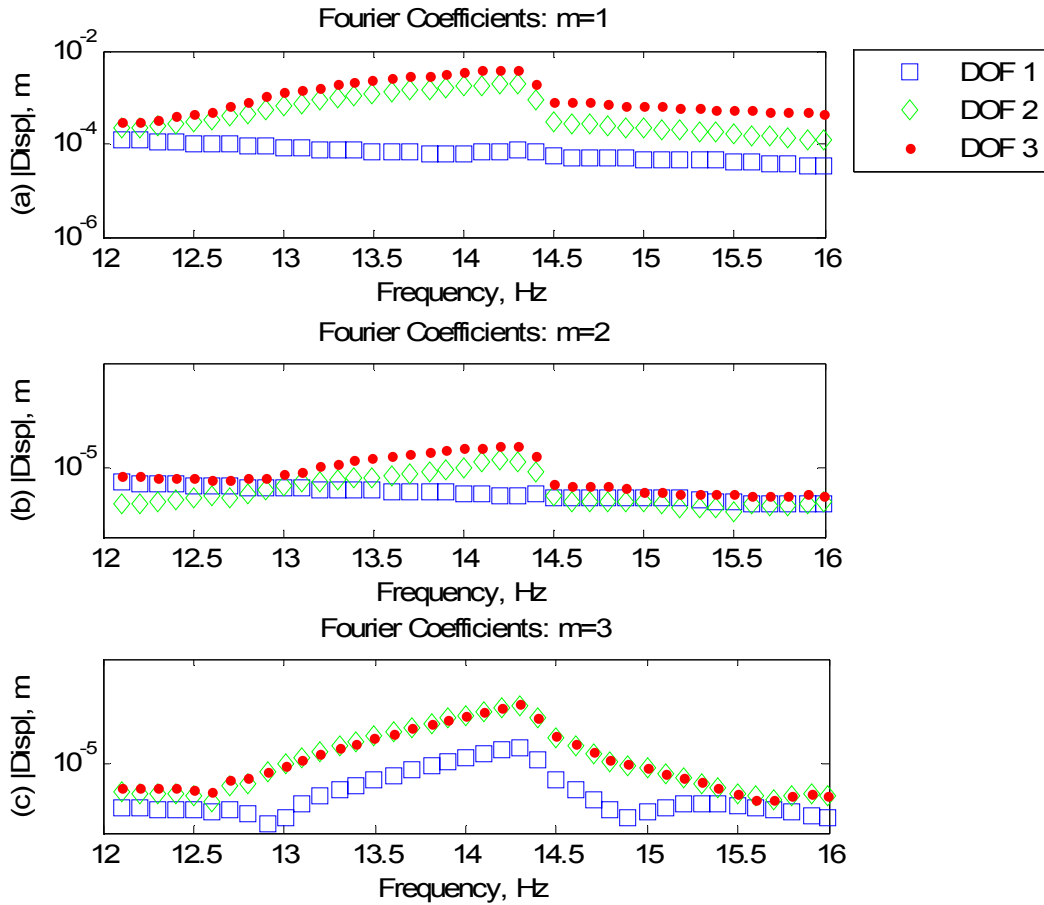 Fourier Coefficients: m=1
(a) |Displ, m
10^-2
10^-4
10^-6
12 12.5 13 13.5 14 14.5 15 15.5 16
Frequency, Hz
DOF 1
DOF 2
DOF 3
Fourier Coefficients: m=2
(b) |Displ, m
10^-5
12 12.5 13 13.5 14 14.5 15 15.5 16
Frequency, Hz
Fourier Coefficients: m=3
(c) |Displ, m
10^-5
12 12.5 13 13.5 14 14.5 15 15.5 16
Frequency, Hz